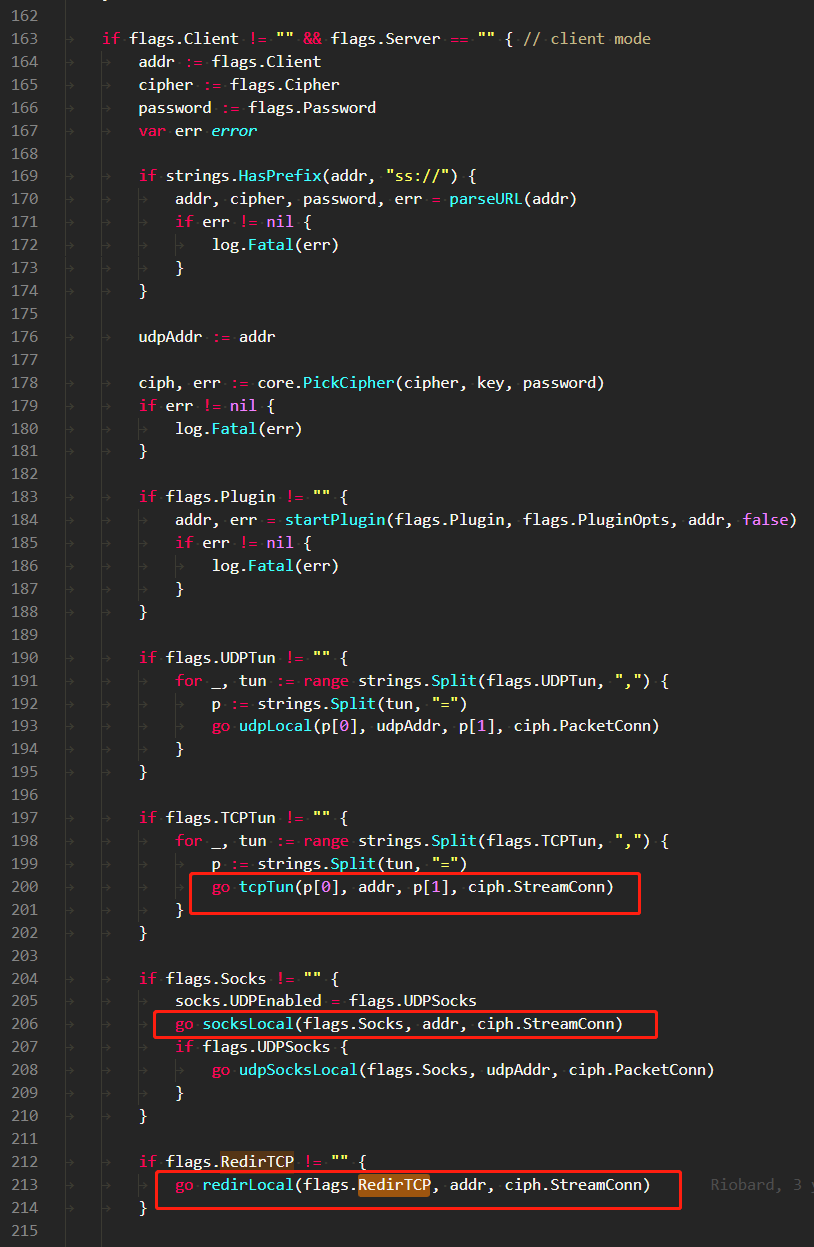 162
163 if flags.Client != "" && flags.Server == "" { // client mode
164 addr := flags.Client
165 cipher := flags.Cipher
166 password := flags.Password
167 var err error
168
169 if strings.HasPrefix(addr, "ss://") {
170 addr, cipher, password, err = parseURL(addr)
171 if err != nil {
172 log.Fatal(err)
173 }
174 }
175
176 udpAddr := addr
177
178 ciph, err := core.PickCipher(cipher, key, password)
179 if err != nil {
180 log.Fatal(err)
181 }
182
183 if flags.Plugin != "" {
184 addr, err = startPlugin(flags.Plugin, flags.PluginOpts, addr, false)
185 if err != nil {
186 log.Fatal(err)
187 }
188 }
189
190 if flags.UDPTun != "" {
191 for _, tun := range strings.Split(flags.UDPTun, ",") {
192 p := strings.Split(tun, "=")
193 go udpLocal(p[0], udpAddr, p[1], ciph.PacketConn)
194 }
195 }
196
197 if flags.TCPTun != "" {
198 for _, tun := range strings.Split(flags.TCPTun, ",") {
199 p := strings.Split(tun, "=")
200 go tcpTun(p[0], addr, p[1], ciph.StreamConn)
201 }
202 }
203
204 if flags.Socks != "" {
205 socks.UDPEnabled = flags.UDPSocks
206 go socksLocal(flags.Socks, addr, ciph.StreamConn)
207 if flags.UDPSocks {
208 go udpSocksLocal(flags.Socks, udpAddr, ciph.PacketConn)
209 }
210 }
211
212 if flags.RedirTCP != "" {
213 go redirLocal(flags.RedirTCP, addr, ciph.StreamConn) Riobard, 3
214 }
215